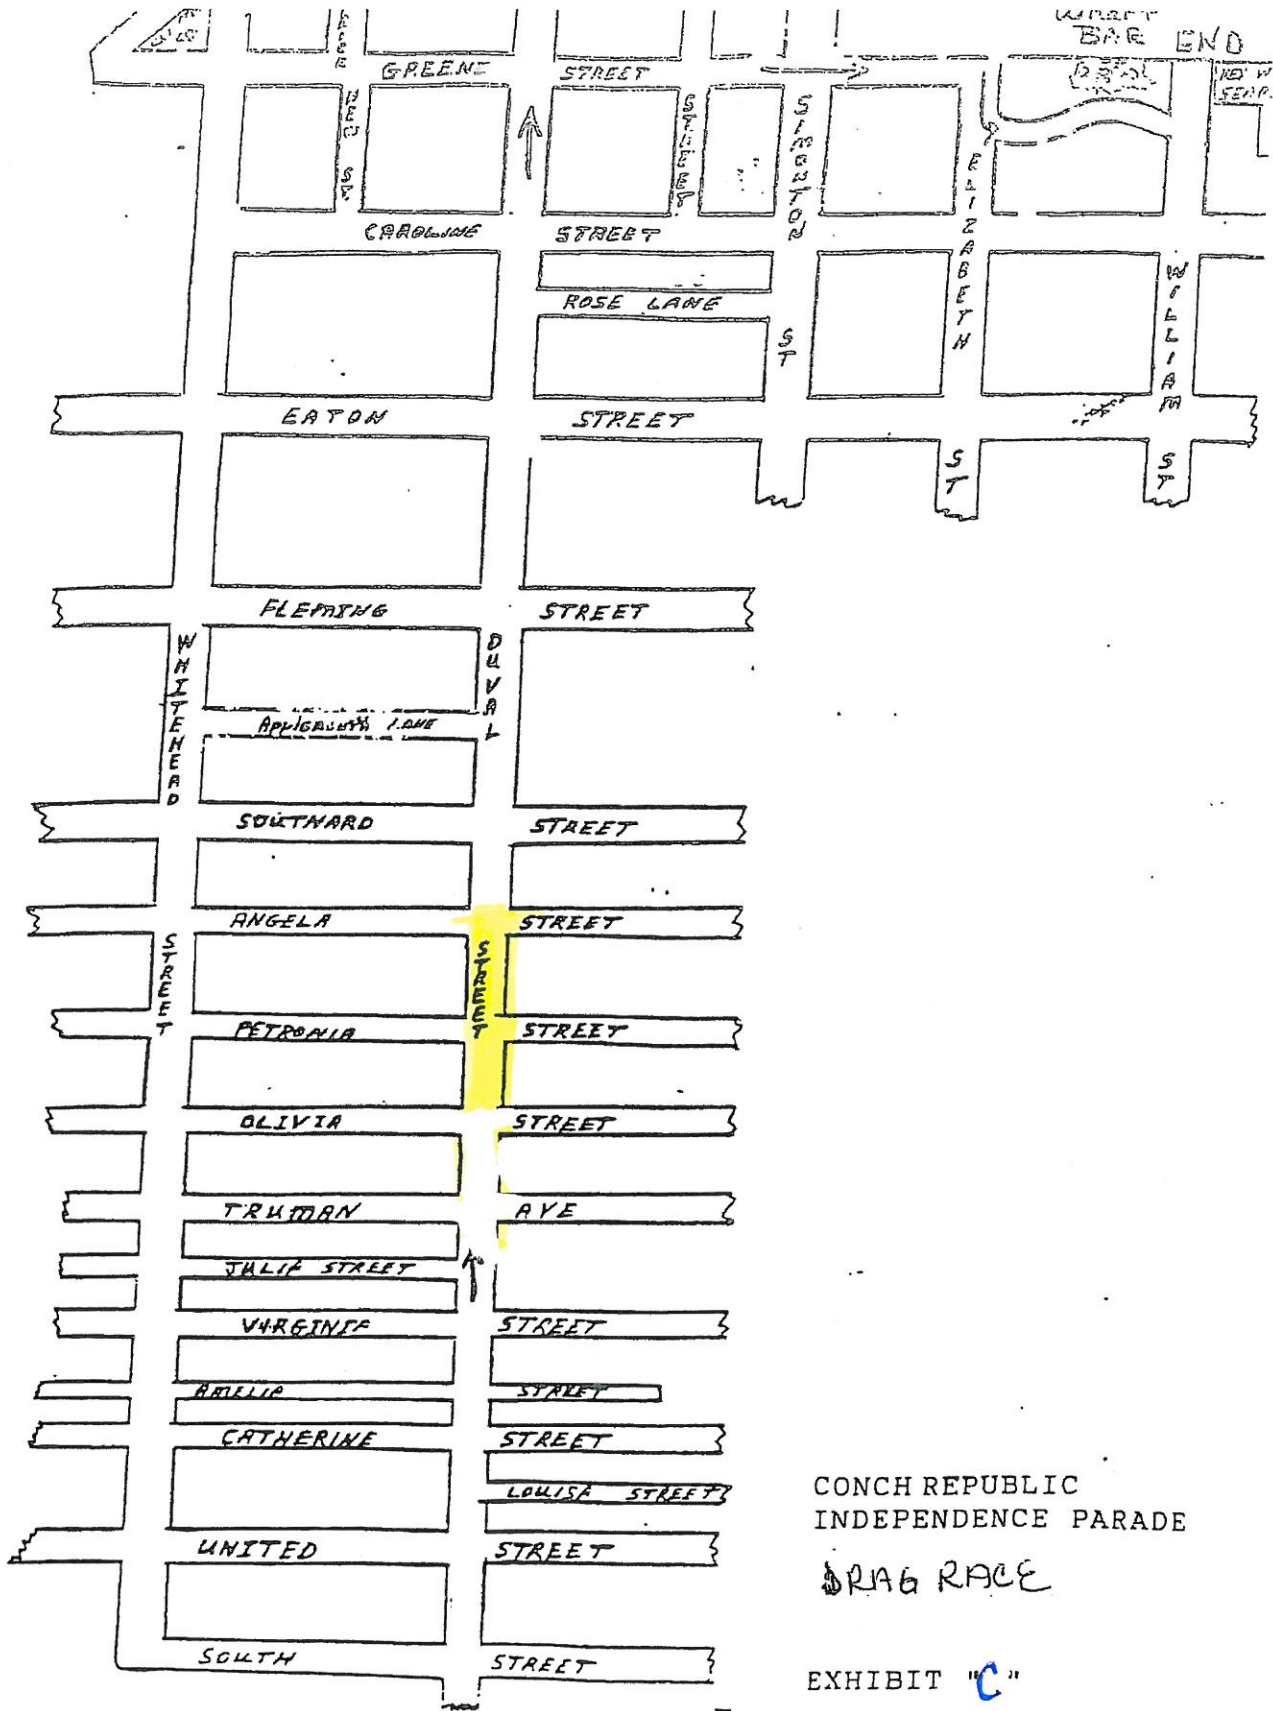 WHARF
BAR END
GREENE STREET
SIMONTON
ELIZABETH
CAROLINE STREET
WILLIAM
ROSE LANE
ST
EATON STREET
ST
ST
FLEMING STREET
WHITEHEAD
DUVAL
LANE
SOUTHARD STREET
ANGELA STREET
STREET
STREET
PETRONIA STREET
OLIVIA STREET
TRUMAN AVE
JULIA STREET
VIRGINIA STREET
AMELIA STREET
CATHERINE STREET
LOUISA STREET
UNITED STREET
SOUTH STREET
CONCH REPUBLIC
INDEPENDENCE PARADE
DRAG RACE
EXHIBIT "C"